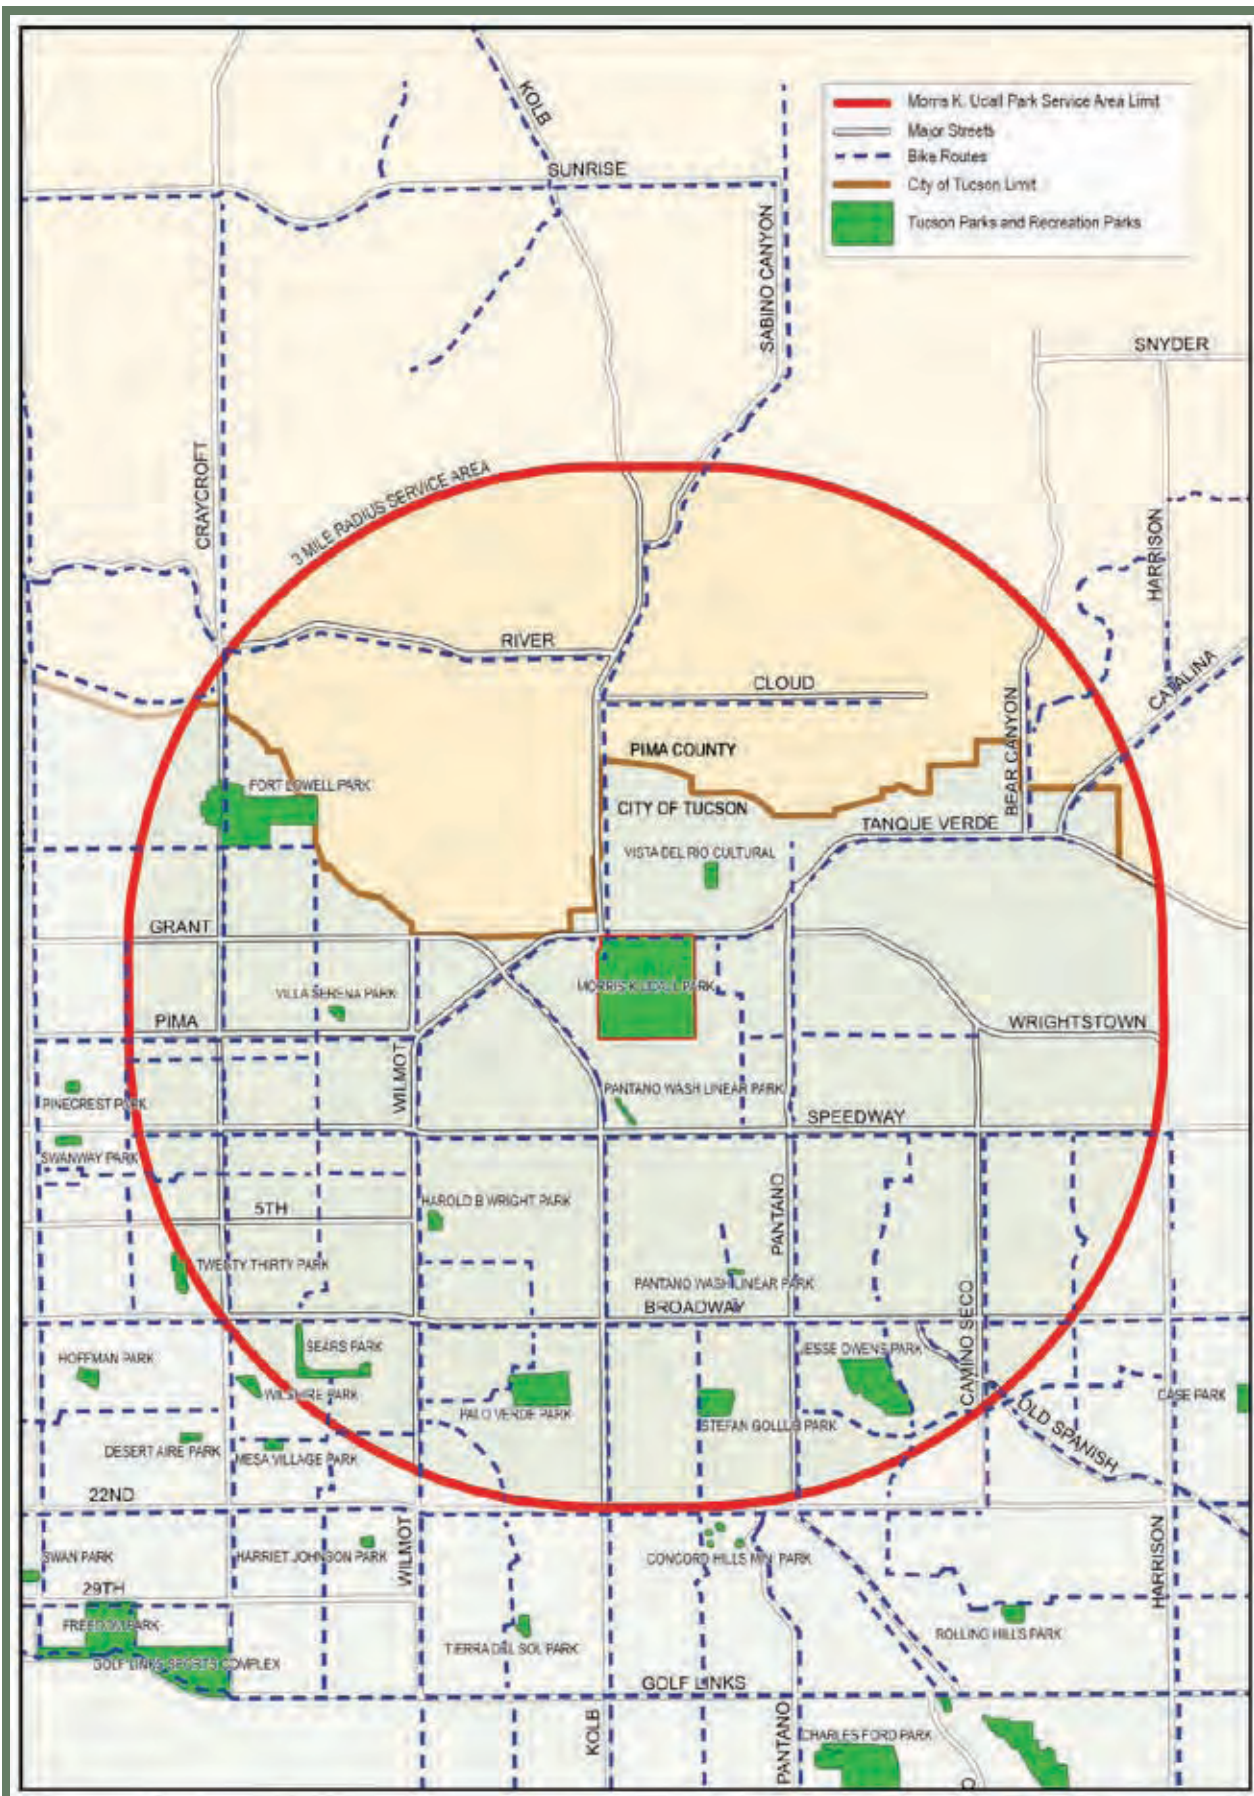 KOLB
Morris K. Udall Park Service Area Limit
Major Streets
Bike Routes
City of Tucson Limit
Tucson Parks and Recreation Parks
SUNRISE
SABINO CANYON
SNYDER
CRAYCROFT
3 MILE RADIUS SERVICE AREA
HARRISON
RIVER
CLOUD
CATALINA
BEAR CANYON
PIMA COUNTY
FORT LOWELL PARK
CITY OF TUCSON
TANQUE VERDE
VISTA DEL RIO CULTURAL
GRANT
VILLA SERENA PARK
MORRIS K UDALL PARK
PIMA
WRIGHTSTOWN
WILMOT
PANTANO WASH LINEAR PARK
PINECREST PARK
SPEEDWAY
SWANWAY PARK
PANTANO
HAROLD B WRIGHT PARK
5TH
TWENTY THIRTY PARK
PANTANO WASH LINEAR PARK
BROADWAY
CAMINO SECO
SEARS PARK
JESSE OWENS PARK
HOFFMAN PARK
WILSHIRE PARK
CASE PARK
PALO VERDE PARK
STEFAN GOLLUB PARK
OLD SPANISH
DESERT AIRE PARK
MESA VILLAGE PARK
22ND
WILMOT
HARRISON
SWAN PARK
HARRIET JOHNSON PARK
CONCORD HILLS MINI PARK
29TH
FREEDOM PARK
ROLLING HILLS PARK
TIERRA DEL SOL PARK
GOLF LINKS SPORTS COMPLEX
GOLF LINKS
KOLB
PANTANO
CHARLES FORD PARK
O